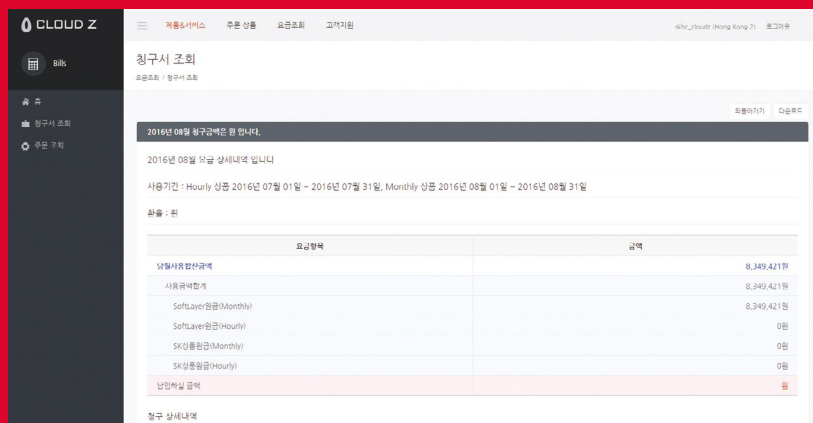 CLOUD Z
제품&서비스 주문 상품 요금조회 고객지원
skhc_cloudz (Hong Kong 2) 로그아웃
Bills
청구서 조회
요금조회 / 청구서 조회
홈
청구서 조회
주문 조회
되돌아가기 다운로드
2016년 08월 청구금액은 원 입니다.
2016년 08월 요금 상세내역 입니다
사용기간 : Hourly 상품 2016년 07월 01일 ~ 2016년 07월 31일, Monthly 상품 2016년 08월 01일 ~ 2016년 08월 31일
환율 : 원
요금항목 금액
당월사용합산금액 8,349,421원
사용금액합계 8,349,421원
SoftLayer원금(Monthly) 8,349,421원
SoftLayer원금(Hourly) 0원
SK상품원금(Monthly) 0원
SK상품원금(Hourly) 0원
납입하실 금액 원
청구 상세내역